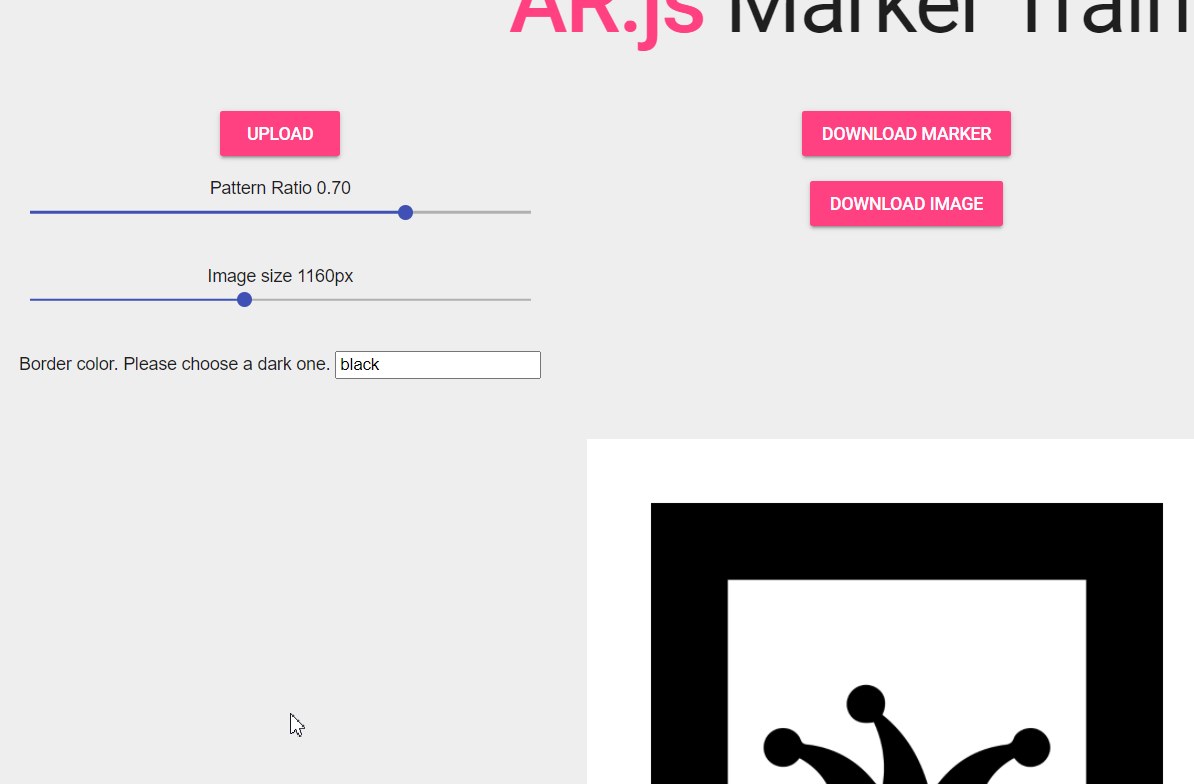 AR.js Marker Train
UPLOAD
Pattern Ratio 0.70
Image size 1160px
Border color. Please choose a dark one. black
DOWNLOAD MARKER
DOWNLOAD IMAGE